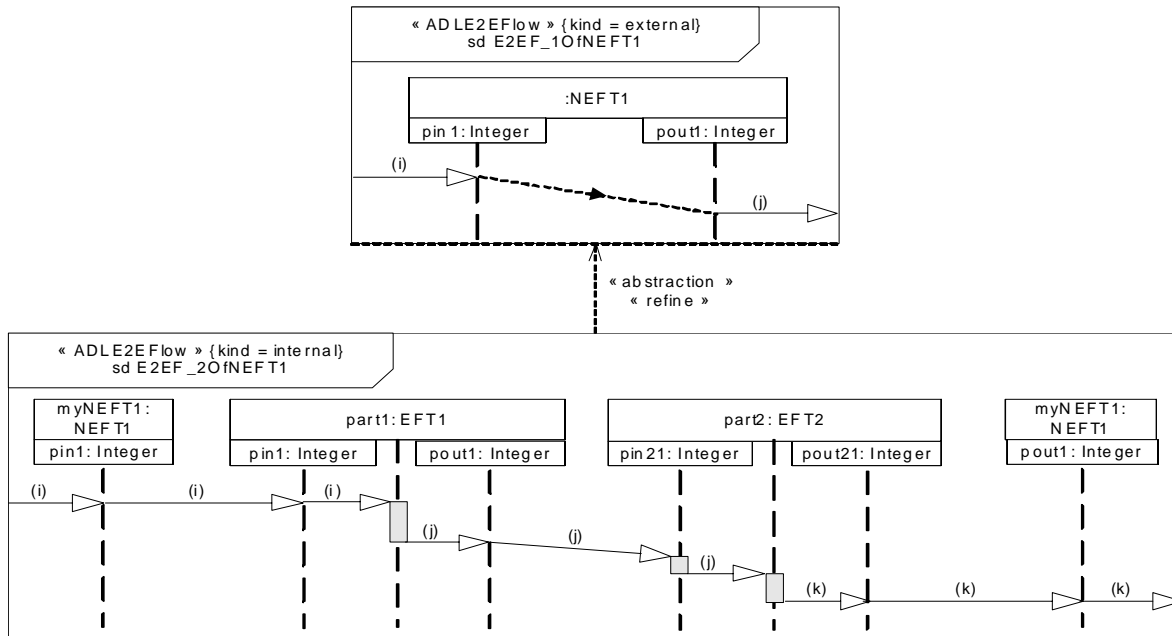 « ADLE2EFlow » {kind = external}
sd E2EF_1OfNEFT1
:NEFT1
pin1: Integer
pout1: Integer
(i)
(j)
« abstraction »
« refine »
« ADLE2EFlow » {kind = internal}
sd E2EF_2OfNEFT1
myNEFT1:
NEFT1
pin1: Integer
part1: EFT1
pin1: Integer
pout1: Integer
part2: EFT2
pin21: Integer
pout21: Integer
myNEFT1:
NEFT1
pout1: Integer
(i)
(i)
(i)
(j)
(j)
(j)
(k)
(k)
(k)